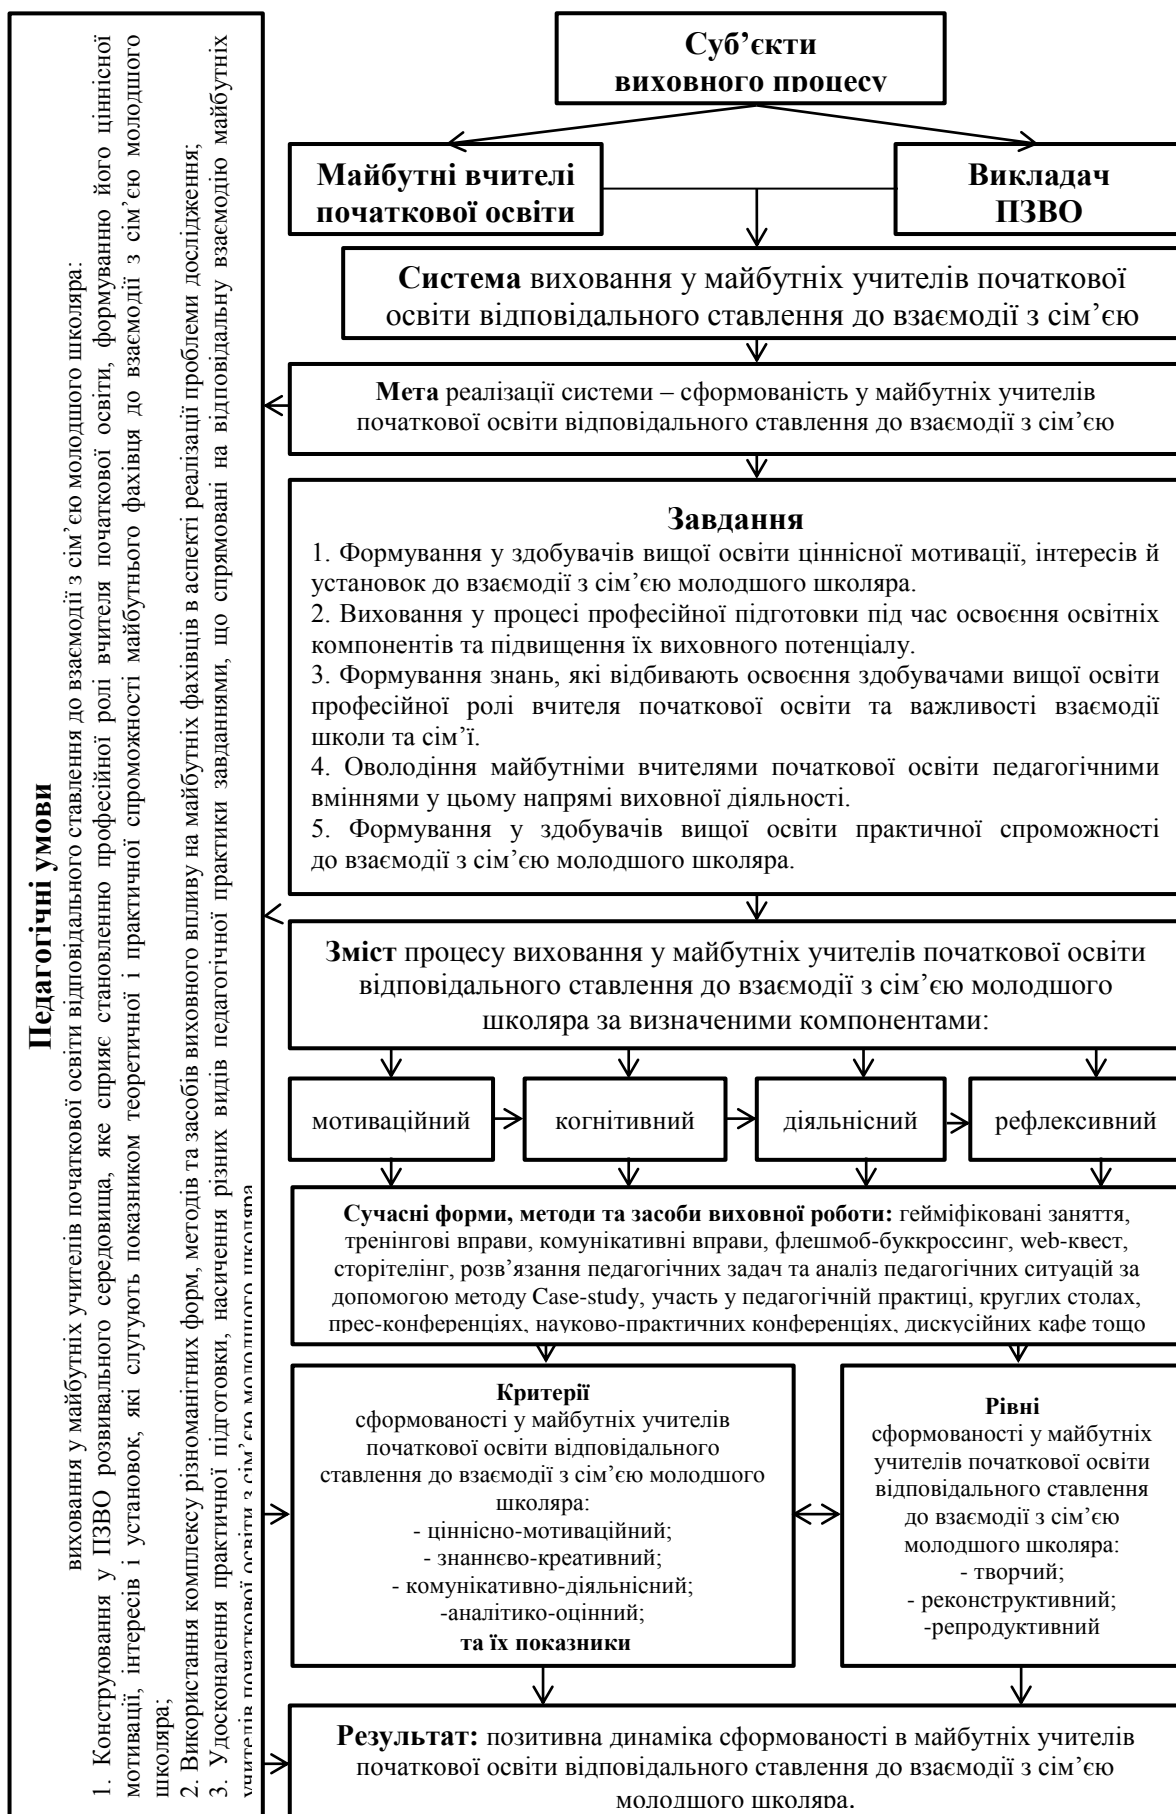 Педагогічні умови
виховання у майбутніх учителів початкової освіти відповідального ставлення до взаємодії з сім’єю молодшого школяра:
1. Конструювання у ПЗВО розвивального середовища, яке сприяє становленню професійної ролі вчителя початкової освіти, формуванню його ціннісної
мотивації, інтересів і установок, які слугують показником теоретичної і практичної спроможності майбутнього фахівця до взаємодії з сім’єю молодшого
школяра;
2. Використання комплексу різноманітних форм, методів та засобів виховного впливу на майбутніх фахівців в аспекті реалізації проблеми дослідження;
3. Удосконалення практичної підготовки, насичення різних видів педагогічної практики завданнями, що спрямовані на відповідальну взаємодію майбутніх
учителів початкової освіти з сім’єю молодшого школяра
Суб’єкти
виховного процесу
Майбутні вчителі
початкової освіти
Викладач
ПЗВО
Система виховання у майбутніх учителів початкової
освіти відповідального ставлення до взаємодії з сім’єю
Мета реалізації системи – сформованість у майбутніх учителів
початкової освіти відповідального ставлення до взаємодії з сім’єю
Завдання
1. Формування у здобувачів вищої освіти ціннісної мотивації, інтересів й
установок до взаємодії з сім’єю молодшого школяра.
2. Виховання у процесі професійної підготовки під час освоєння освітніх
компонентів та підвищення їх виховного потенціалу.
3. Формування знань, які відбивають освоєння здобувачами вищої освіти
професійної ролі вчителя початкової освіти та важливості взаємодії
школи та сім’ї.
4. Оволодіння майбутніми вчителями початкової освіти педагогічними
вміннями у цьому напрямі виховної діяльності.
5. Формування у здобувачів вищої освіти практичної спроможності
до взаємодії з сім’єю молодшого школяра.
Зміст процесу виховання у майбутніх учителів початкової освіти
відповідального ставлення до взаємодії з сім’єю молодшого
школяра за визначеними компонентами:
мотиваційний
когнітивний
діяльнісний
рефлексивний
Сучасні форми, методи та засоби виховної роботи: гейміфіковані заняття,
тренінгові вправи, комунікативні вправи, флешмоб-буккроссинг, web-квест,
сторітелінг, розв’язання педагогічних задач та аналіз педагогічних ситуацій за
допомогою методу Case-study, участь у педагогічній практиці, круглих столах,
прес-конференціях, науково-практичних конференціях, дискусійних кафе тощо
Критерії
сформованості у майбутніх учителів
початкової освіти відповідального
ставлення до взаємодії з сім’єю молодшого
школяра:
- ціннісно-мотиваційний;
- знаннєво-креативний;
- комунікативно-діяльнісний;
-аналітико-оцінний;
та їх показники
Рівні
сформованості у майбутніх
учителів початкової освіти
відповідального ставлення
до взаємодії з сім’єю
молодшого школяра:
- творчий;
- реконструктивний;
-репродуктивний
Результат: позитивна динаміка сформованості в майбутніх учителів
початкової освіти відповідального ставлення до взаємодії з сім’єю
молодшого школяра.